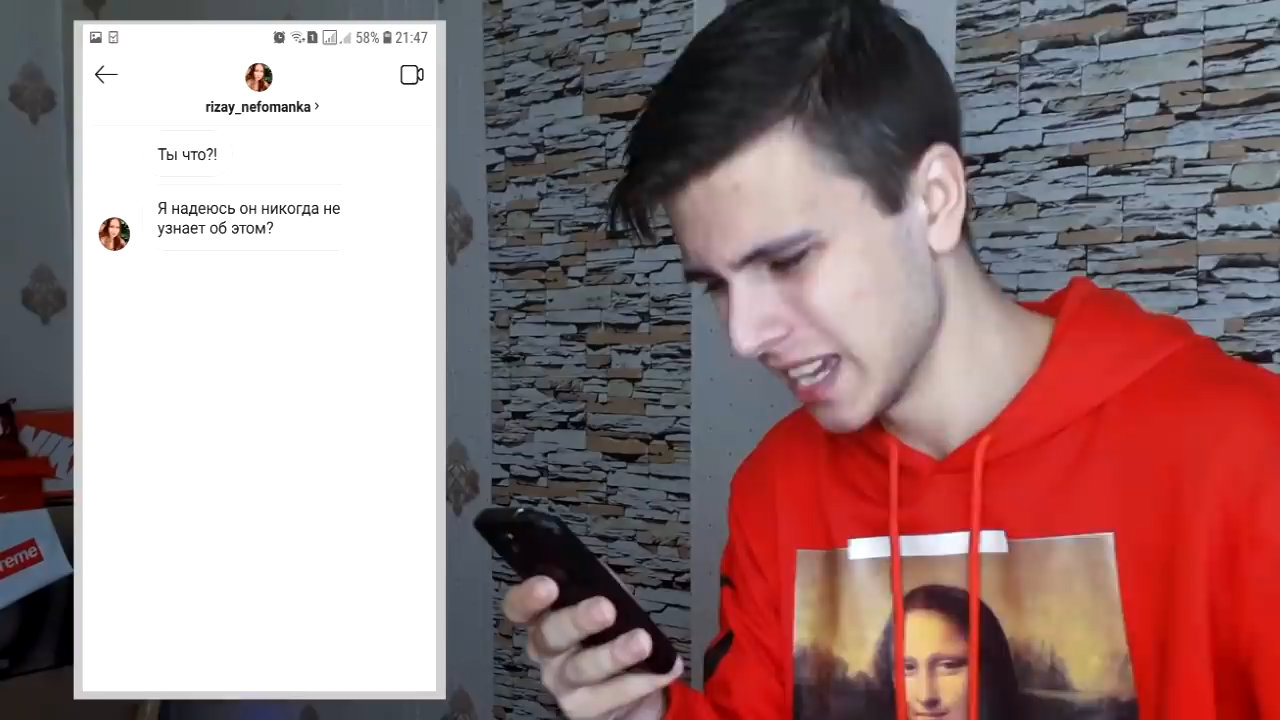 58% 21:47
rizay_nefomanka
Ты что?!
Я надеюсь он никогда не
узнает об этом?
reme